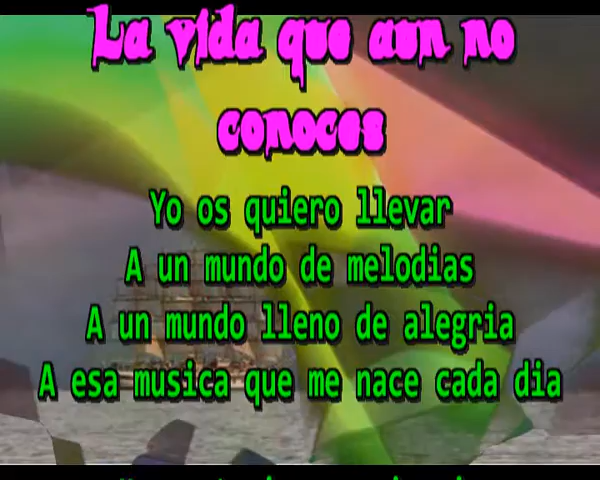 La vida que aun no
conoces
Yo os quiero llevar
A un mundo de melodias
A un mundo lleno de alegria
A esa musica que me nace cada dia